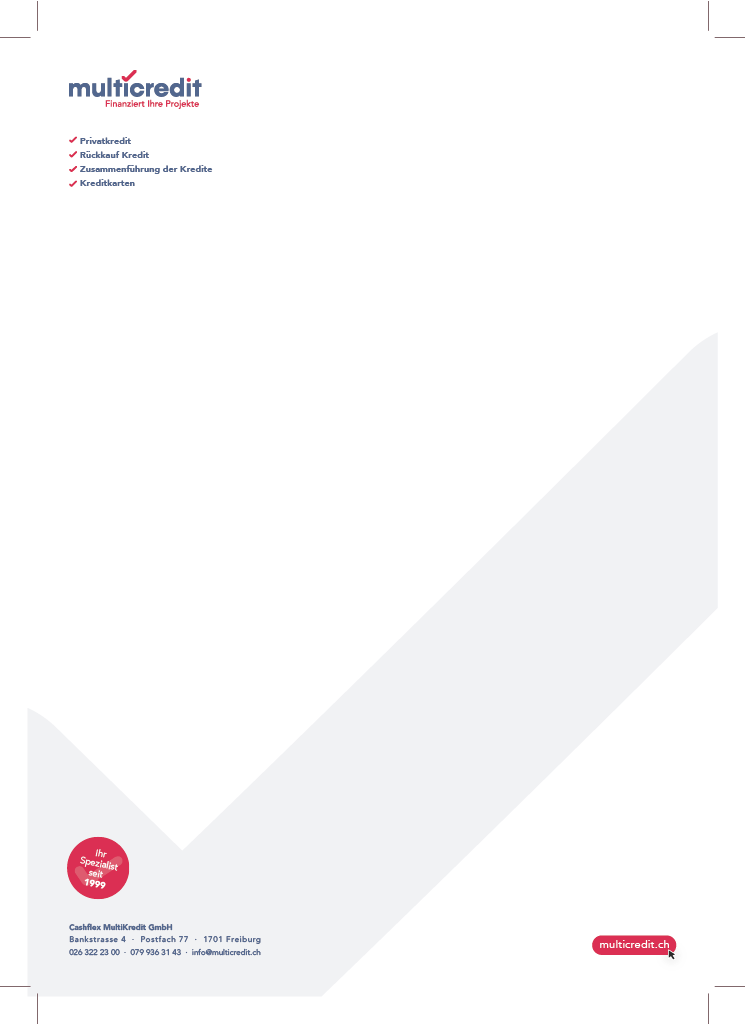 multicredit
Finanziert Ihre Projekte
Privatkredit
Rückkauf Kredit
Zusammenführung der Kredite
Kreditkarten
Ihr
Spezialist
seit
1999
Cashflex MultiKredit GmbH
Bankstrasse 4 · Postfach 77 · 1701 Freiburg
026 322 23 00 · 079 936 31 43 · info@multicredit.ch
multicredit.ch